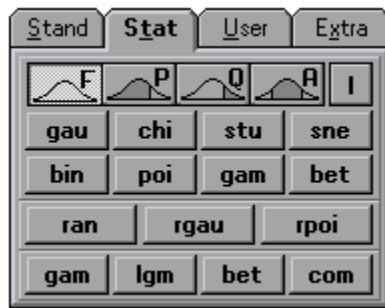 Stand Stat User Extra
F P Q A I
gau chi stu sne
bin poi gam bet
ran rgau rpoi
gam lgm bet com